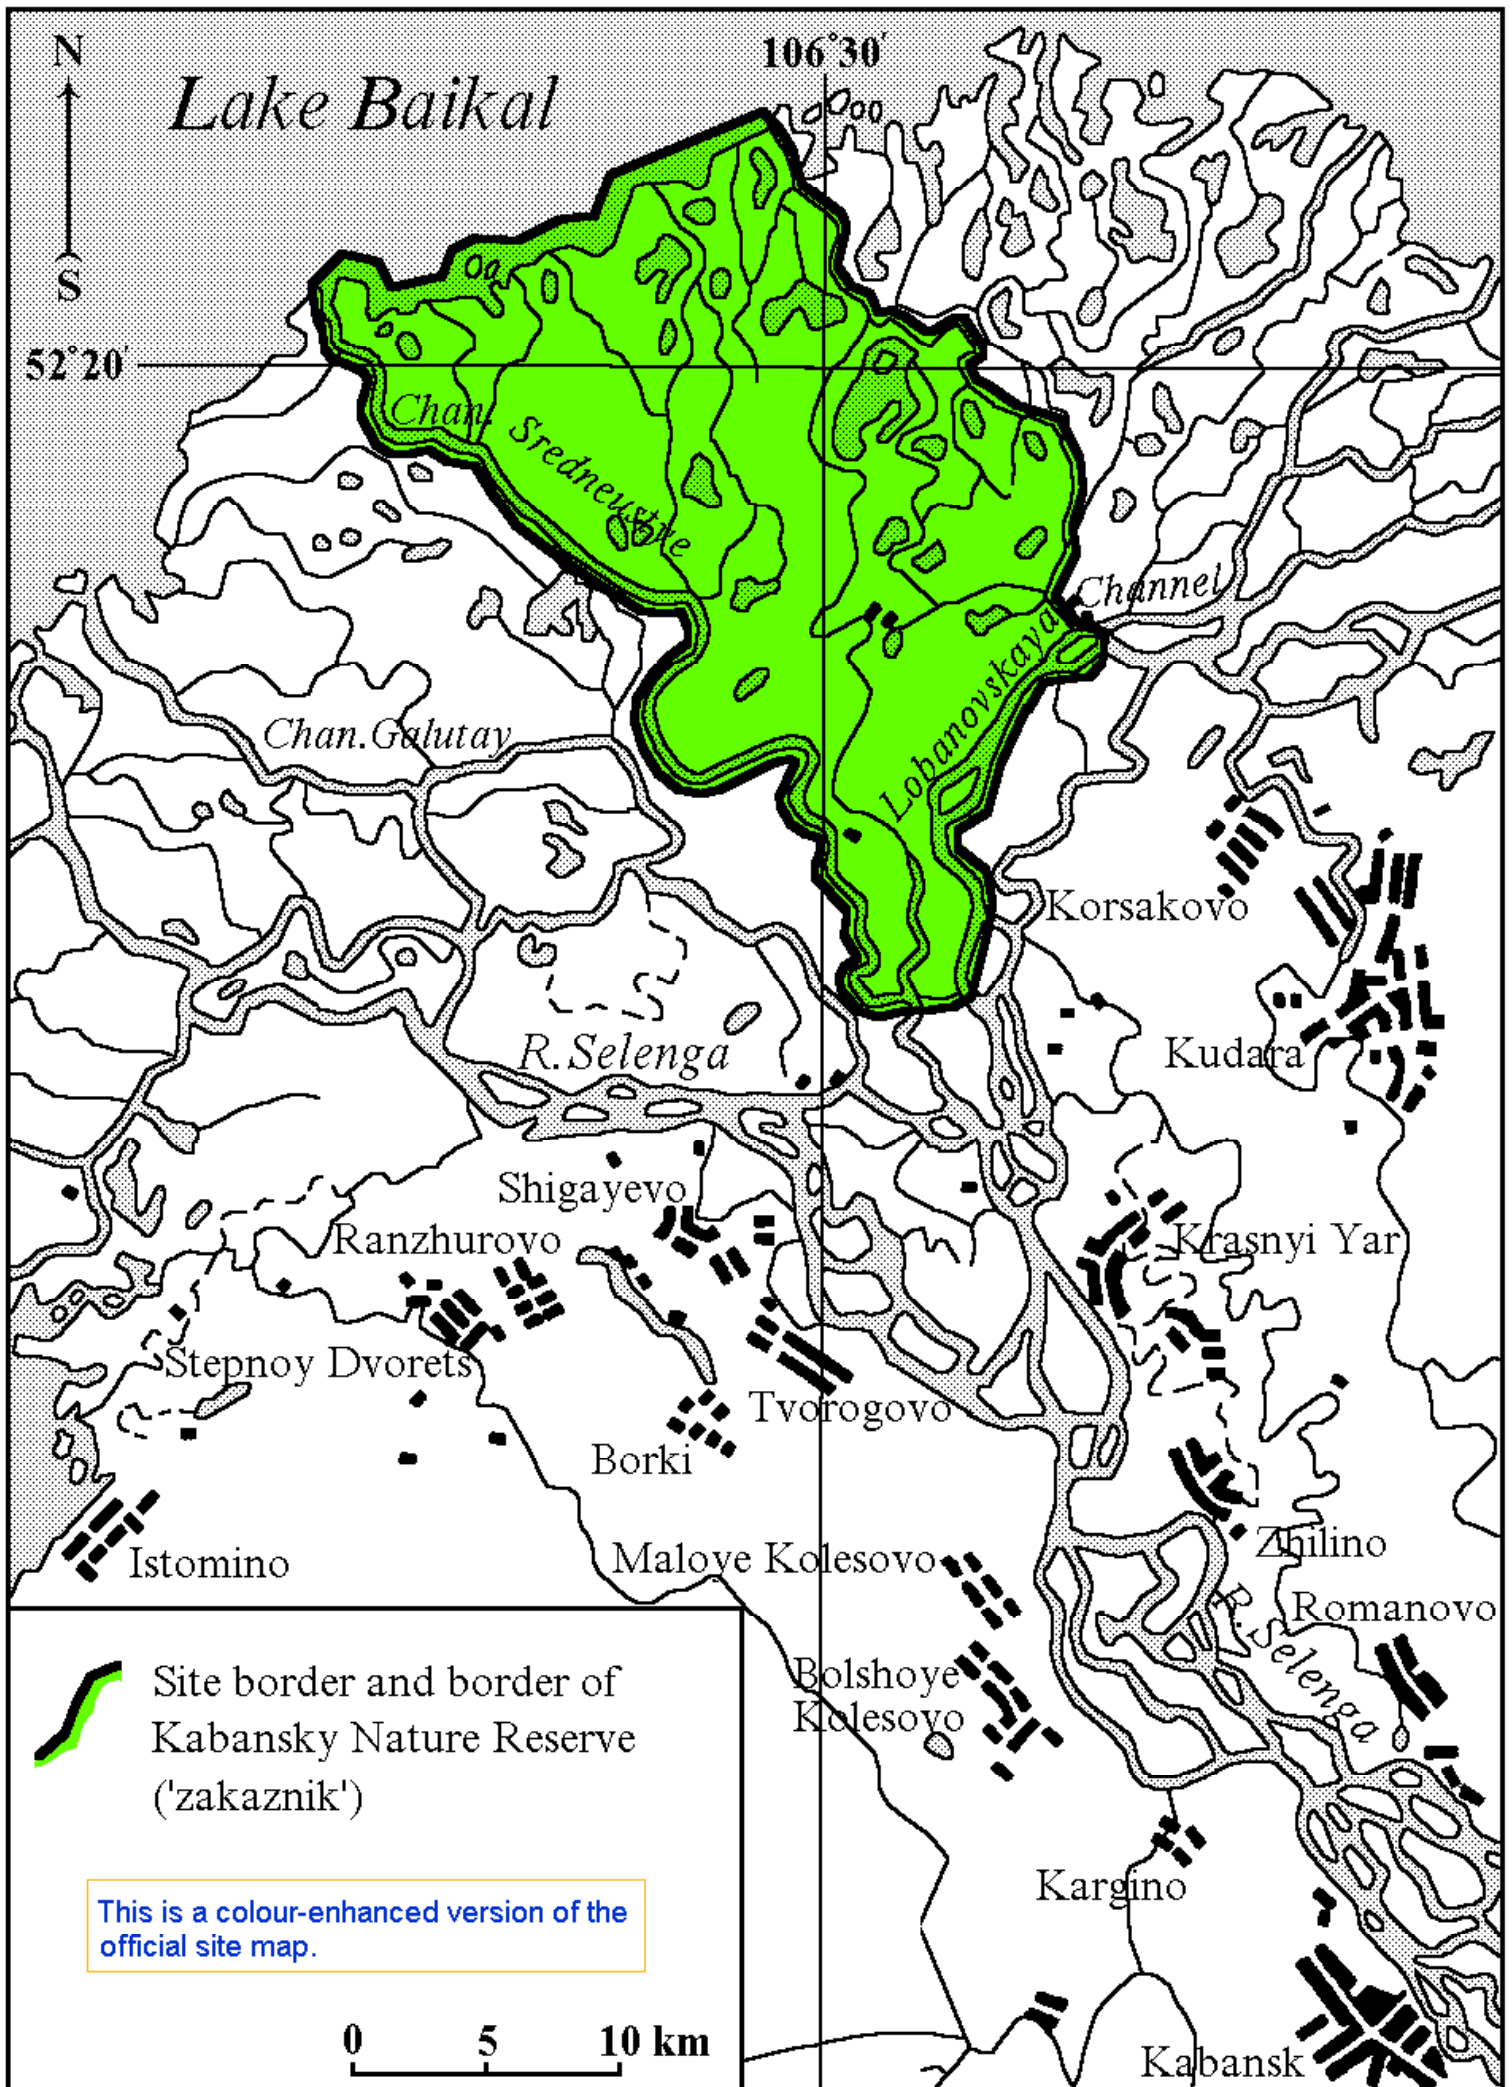 N
106°30'
Lake Baikal
S
52°20'
Chan. Sredneustye
Channel
Lobanovskaya
Chan.Galutay
Korsakovo
R.Selenga
Kudara
Shigayevo
Ranzhurovo
Krasnyi Yar
Stepnoy Dvorets
Tvorogovo
Borki
Zhilino
Istomino
Maloye Kolesovo
Romanovo
R.Selenga
Bolshoye
Kolesovo
Site border and border of
Kabansky Nature Reserve
('zakaznik')
Kargino
This is a colour-enhanced version of the
official site map.
0 5 10 km
Kabansk